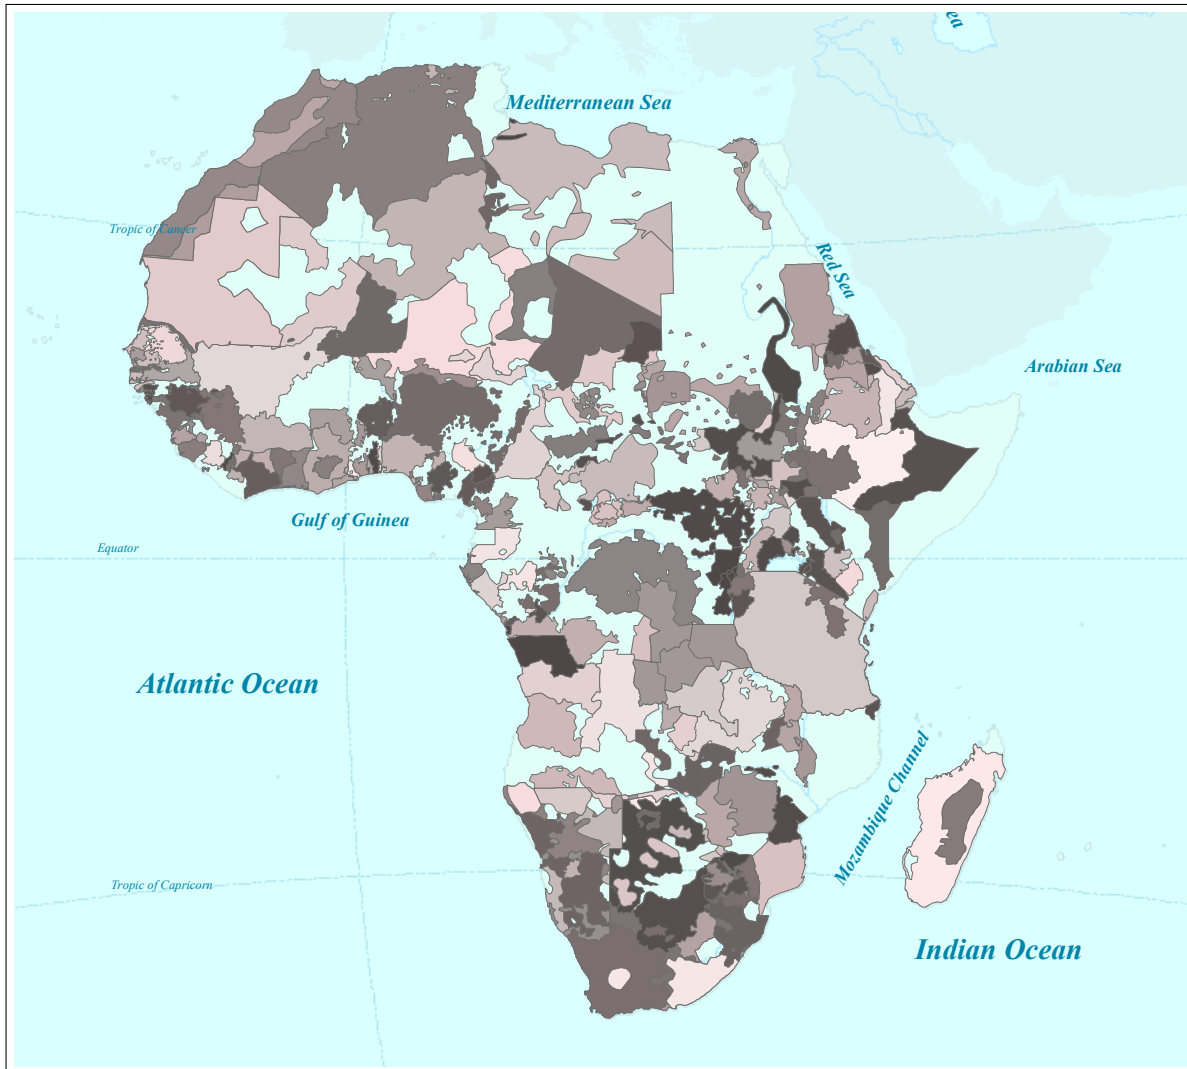 ea
Mediterranean Sea
Tropic of Cancer
Red Sea
Arabian Sea
Gulf of Guinea
Equator
Atlantic Ocean
Mozambique Channel
Tropic of Capricorn
Indian Ocean